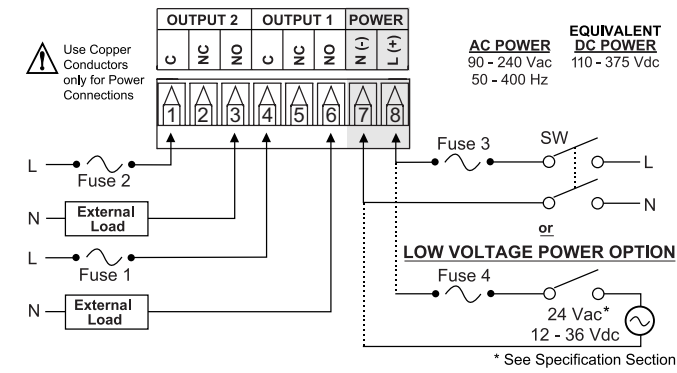 OUTPUT 2 OUTPUT 1 POWER
C NC NO C NC NO N (-) L (+)
1 2 3 4 5 6 7 8
Use Copper
Conductors
only for Power
Connections
AC POWER
90 - 240 Vac
50 - 400 Hz
EQUIVALENT
DC POWER
110 - 375 Vdc
L
Fuse 2
N
External
Load
L
Fuse 1
N
External
Load
Fuse 3
SW
L
N
or
LOW VOLTAGE POWER OPTION
Fuse 4
24 Vac*
12 - 36 Vdc
* See Specification Section